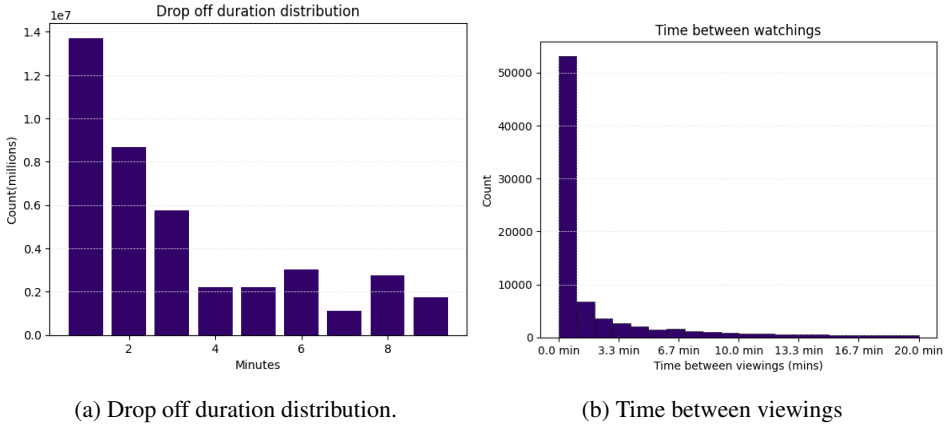 Drop off duration distribution
1e7
1.4
1.2
1.0
0.8
0.6
0.4
0.2
0.0
Count(millions)
2 4 6 8
Minutes
(a) Drop off duration distribution.
Time between watchings
50000
40000
30000
20000
10000
0
Count
0.0 min 3.3 min 6.7 min 10.0 min 13.3 min 16.7 min 20.0 min
Time between viewings (mins)
(b) Time between viewings